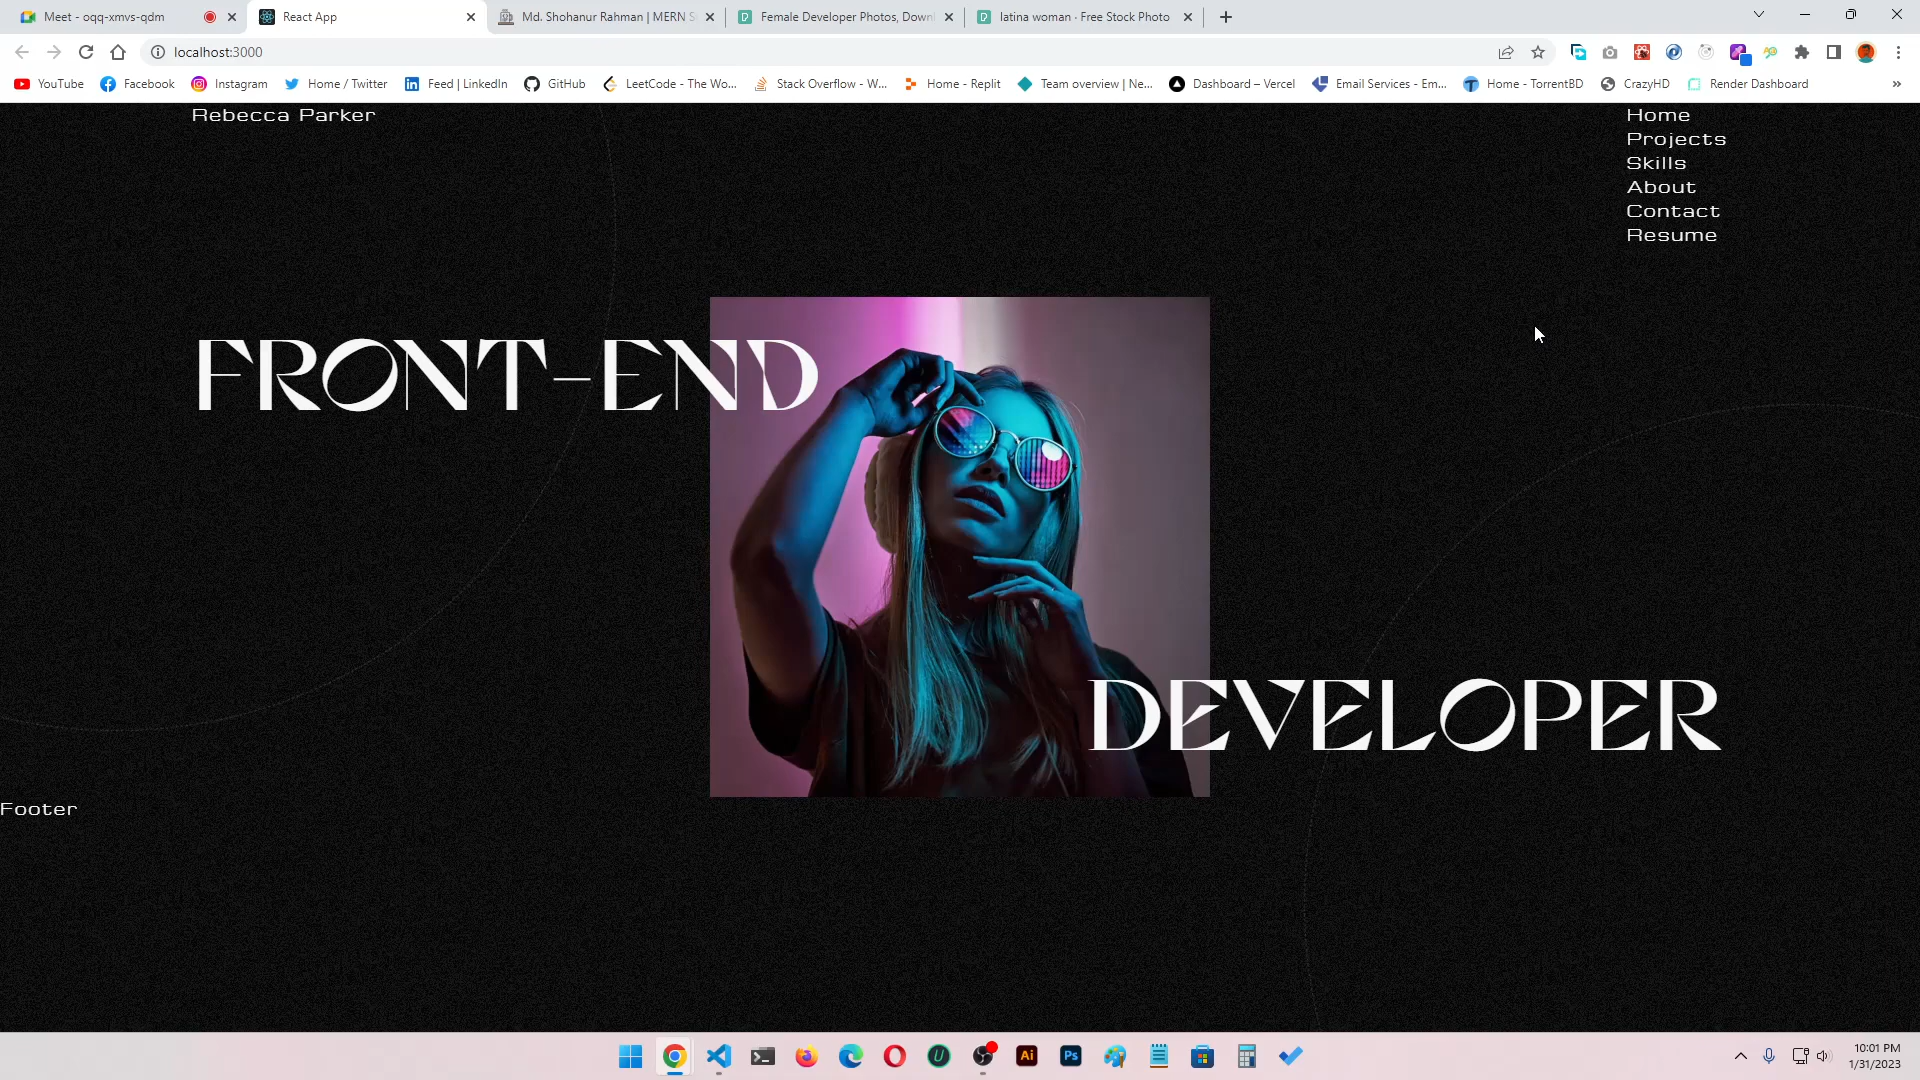 Meet - oqq-xmvs-qdm
React App
Md. Shohanur Rahman | MERN S
Female Developer Photos, Downl
latina woman · Free Stock Photo
localhost:3000
YouTube
Facebook
Instagram
Home / Twitter
Feed | LinkedIn
GitHub
LeetCode - The Wo...
Stack Overflow - W...
Home - Replit
Team overview | Ne...
Dashboard – Vercel
Email Services - Em...
Home - TorrentBD
CrazyHD
Render Dashboard
»
Rebecca Parker
Home
Projects
Skills
About
Contact
Resume
FRONT-END
DEVELOPER
Footer
Ai
Ps
10:01 PM
1/31/2023